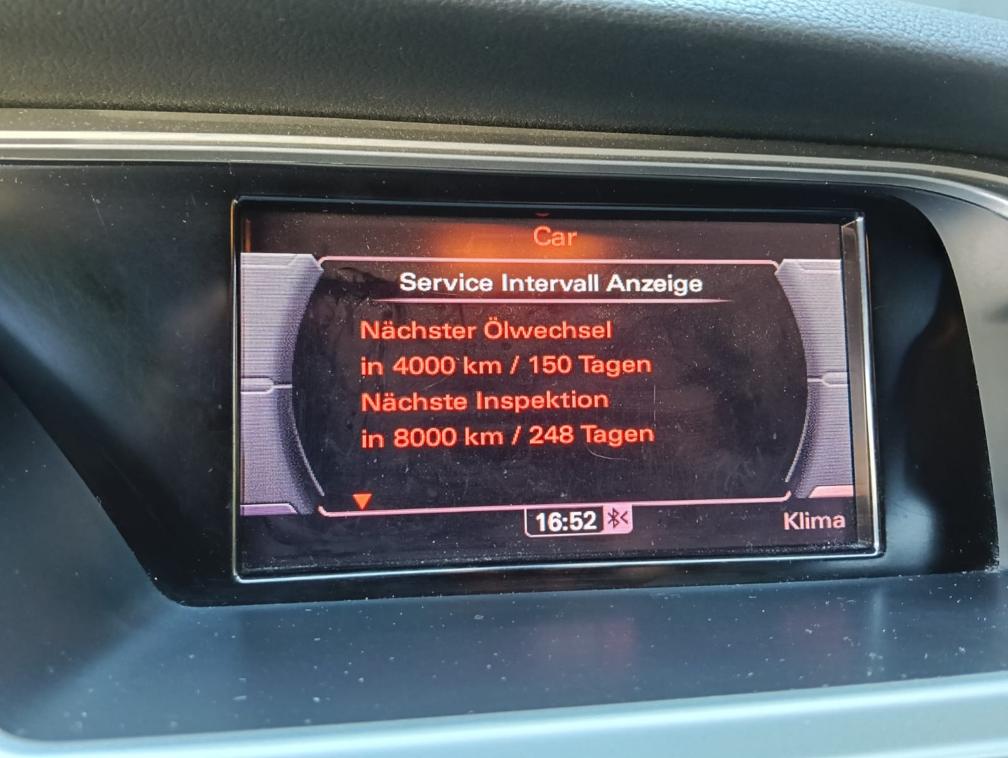 Car
Service Intervall Anzeige
Nächster Ölwechsel
in 4000 km / 150 Tagen
Nächste Inspektion
in 8000 km / 248 Tagen
16:52
Klima